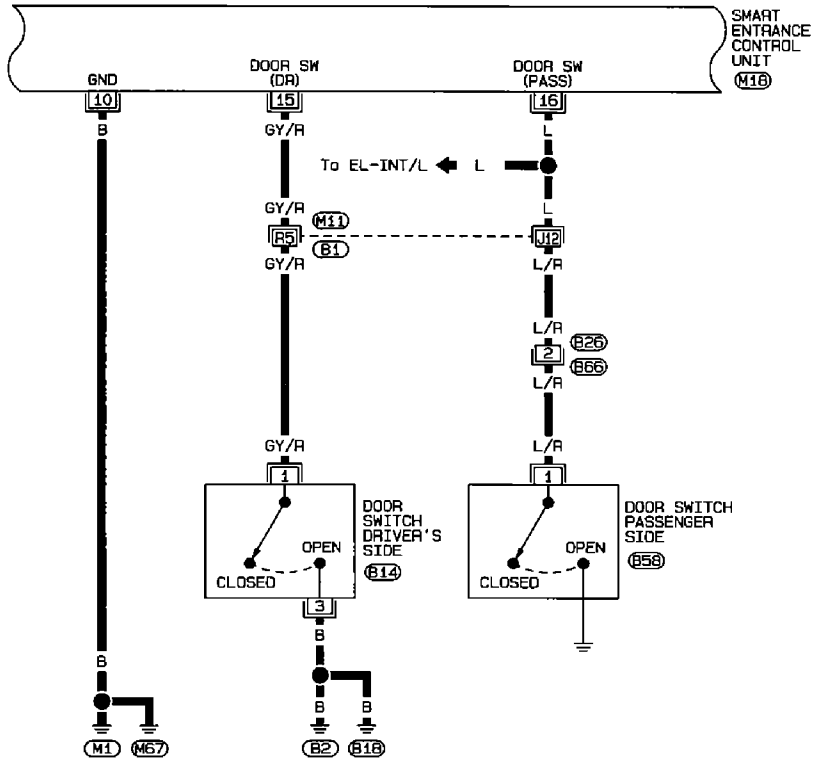 SMART
ENTRANCE
CONTROL
UNIT
M18
GND
DOOR SW
(DR)
DOOR SW
(PASS)
10
15
16
B
GY/R
L
To EL-INT/L
L
GY/R
M11
L
R5
J12
B1
GY/R
L/R
L/R
B26
2
B66
L/R
GY/R
L/R
1
1
DOOR
SWITCH
DRIVER'S
SIDE
B14
OPEN
CLOSED
DOOR SWITCH
PASSENGER
SIDE
B58
OPEN
CLOSED
3
B
B
B
B
M1
M67
B2
B18